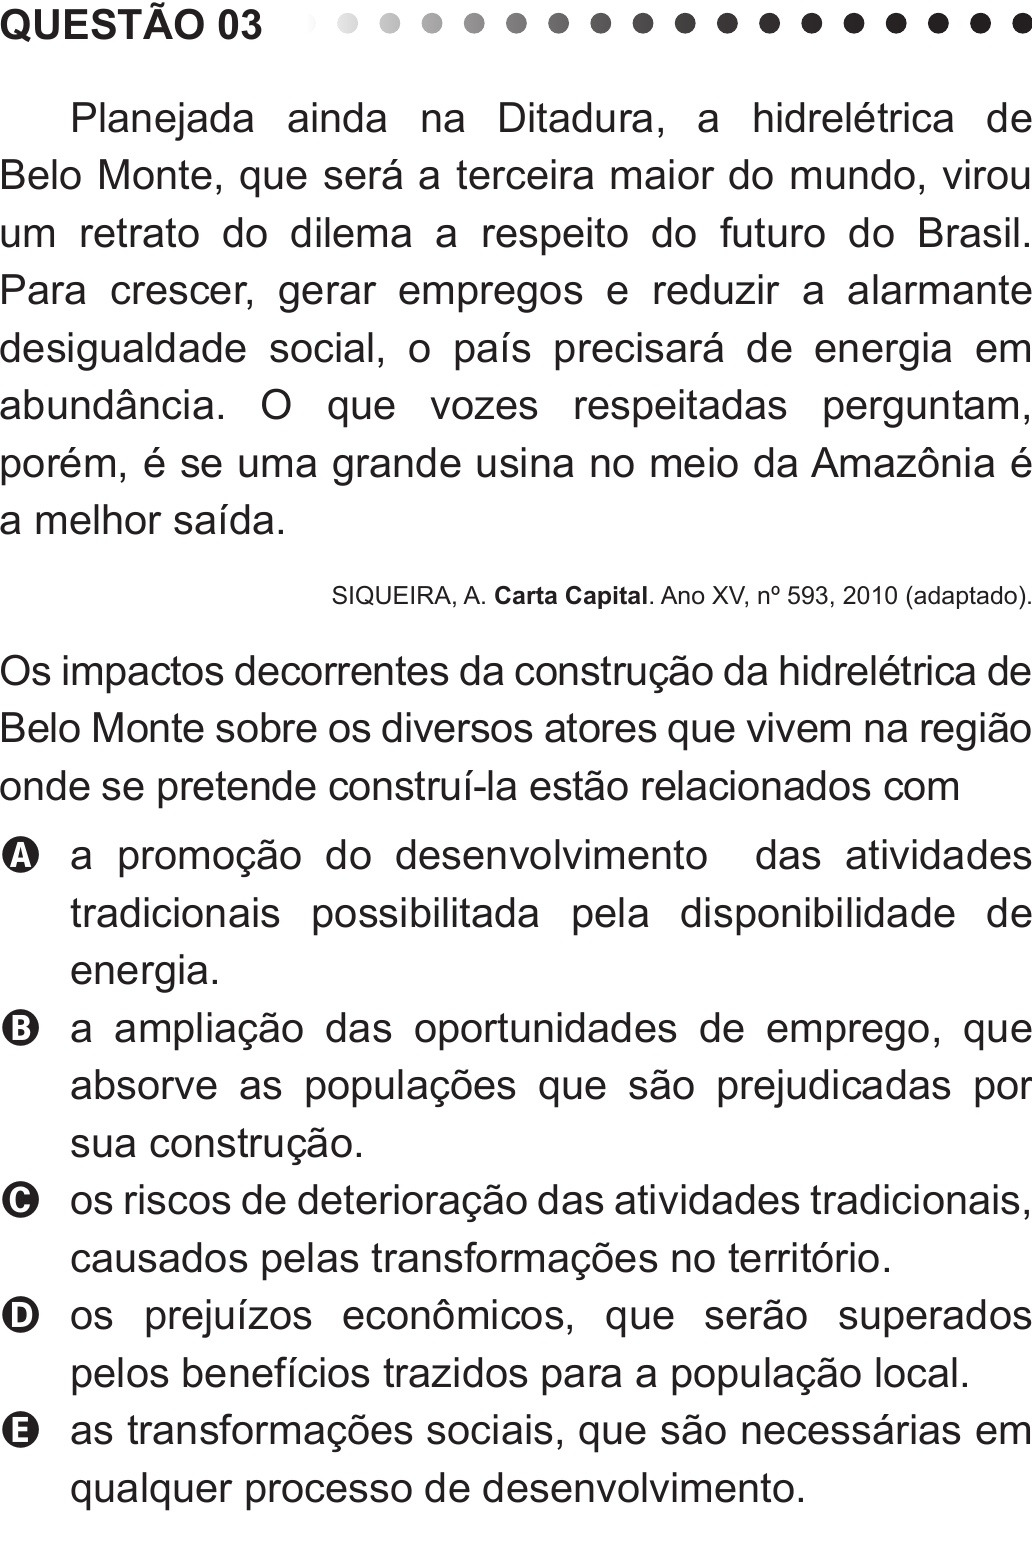 QUESTÃO 03
Planejada ainda na Ditadura, a hidrelétrica de
Belo Monte, que será a terceira maior do mundo, virou
um retrato do dilema a respeito do futuro do Brasil.
Para crescer, gerar empregos e reduzir a alarmante
desigualdade social, o país precisará de energia em
abundância. O que vozes respeitadas perguntam,
porém, é se uma grande usina no meio da Amazônia é
a melhor saída.
SIQUEIRA, A. Carta Capital. Ano XV, nº 593, 2010 (adaptado).
Os impactos decorrentes da construção da hidrelétrica de
Belo Monte sobre os diversos atores que vivem na região
onde se pretende construí-la estão relacionados com
A a promoção do desenvolvimento das atividades
tradicionais possibilitada pela disponibilidade de
energia.
B a ampliação das oportunidades de emprego, que
absorve as populações que são prejudicadas por
sua construção.
C os riscos de deterioração das atividades tradicionais,
causados pelas transformações no território.
D os prejuízos econômicos, que serão superados
pelos benefícios trazidos para a população local.
E as transformações sociais, que são necessárias em
qualquer processo de desenvolvimento.